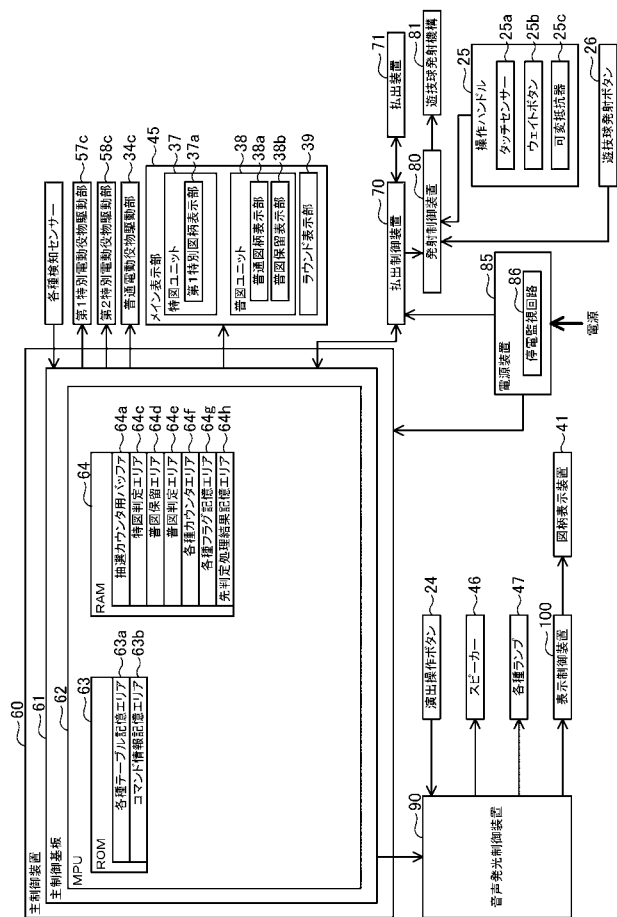 60
主制御装置
61
主制御基板
62
MPU
63
ROM
各種テーブル記憶エリア
63a
コマンド情報記憶エリア
63b
64
RAM
抽選カウンタ用バッファ
64a
特図判定エリア
64c
普図保留エリア
64d
普図判定エリア
64e
各種カウンタエリア
64f
各種フラグ記憶エリア
64g
先判定処理結果記憶エリア
64h
各種検知センサー
第1特別電動役物駆動部
57c
第2特別電動役物駆動部
58c
普通電動役物駆動部
34c
45
メイン表示部
37
特図ユニット
37a
第1特別図柄表示部
38
普図ユニット
38a
普通図柄表示部
38b
普図保留表示部
39
ラウンド表示部
70
払出制御装置
71
払出装置
80
発射制御装置
81
遊技球発射機構
25
操作ハンドル
25a
タッチセンサー
25b
ウェイトボタン
25c
可変抵抗器
26
遊技球発射ボタン
85
電源装置
86
停電監視回路
電源
90
音声発光制御装置
24
演出操作ボタン
46
スピーカー
47
各種ランプ
100
表示制御装置
41
図柄表示装置